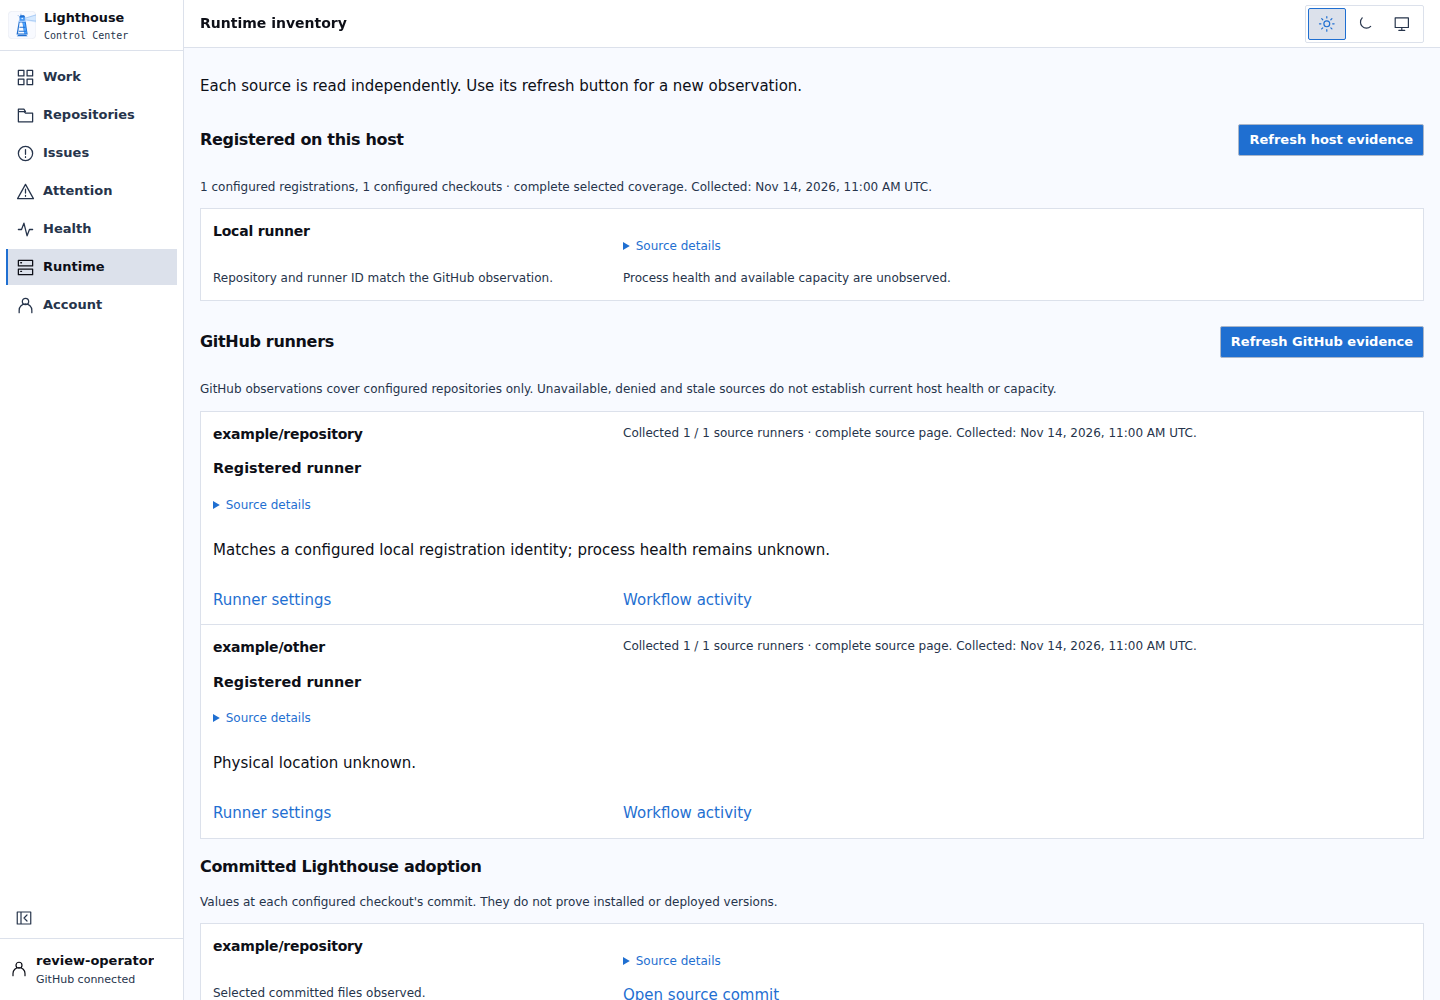 Lighthouse
Control Center
Work
Repositories
Issues
Attention
Health
Runtime
Account
review-operator
GitHub connected
Runtime inventory
Each source is read independently. Use its refresh button for a new observation.
Registered on this host
Refresh host evidence
1 configured registrations, 1 configured checkouts · complete selected coverage. Collected: Nov 14, 2026, 11:00 AM UTC.
Local runner
Source details
Repository and runner ID match the GitHub observation.
Process health and available capacity are unobserved.
GitHub runners
Refresh GitHub evidence
GitHub observations cover configured repositories only. Unavailable, denied and stale sources do not establish current host health or capacity.
example/repository
Collected 1 / 1 source runners · complete source page. Collected: Nov 14, 2026, 11:00 AM UTC.
Registered runner
Source details
Matches a configured local registration identity; process health remains unknown.
Runner settings
Workflow activity
example/other
Collected 1 / 1 source runners · complete source page. Collected: Nov 14, 2026, 11:00 AM UTC.
Registered runner
Source details
Physical location unknown.
Runner settings
Workflow activity
Committed Lighthouse adoption
Values at each configured checkout's commit. They do not prove installed or deployed versions.
example/repository
Source details
Selected committed files observed.
Open source commit